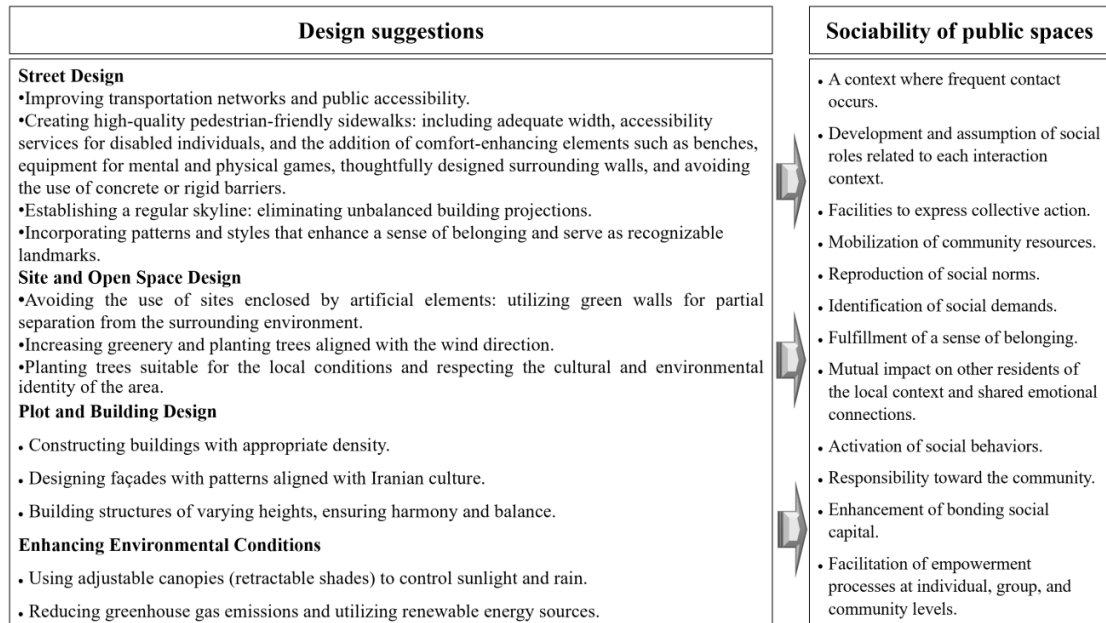 Design suggestions
Street Design
•Improving transportation networks and public accessibility.
•Creating high-quality pedestrian-friendly sidewalks: including adequate width, accessibility
services for disabled individuals, and the addition of comfort-enhancing elements such as benches,
equipment for mental and physical games, thoughtfully designed surrounding walls, and avoiding
the use of concrete or rigid barriers.
•Establishing a regular skyline: eliminating unbalanced building projections.
•Incorporating patterns and styles that enhance a sense of belonging and serve as recognizable
landmarks.
Site and Open Space Design
•Avoiding the use of sites enclosed by artificial elements: utilizing green walls for partial
separation from the surrounding environment.
•Increasing greenery and planting trees aligned with the wind direction.
•Planting trees suitable for the local conditions and respecting the cultural and environmental
identity of the area.
Plot and Building Design
• Constructing buildings with appropriate density.
• Designing façades with patterns aligned with Iranian culture.
• Building structures of varying heights, ensuring harmony and balance.
Enhancing Environmental Conditions
• Using adjustable canopies (retractable shades) to control sunlight and rain.
• Reducing greenhouse gas emissions and utilizing renewable energy sources.
Sociability of public spaces
• A context where frequent contact
occurs.
• Development and assumption of social
roles related to each interaction
context.
• Facilities to express collective action.
• Mobilization of community resources.
• Reproduction of social norms.
• Identification of social demands.
• Fulfillment of a sense of belonging.
• Mutual impact on other residents of
the local context and shared emotional
connections.
• Activation of social behaviors.
• Responsibility toward the community.
• Enhancement of bonding social
capital.
• Facilitation of empowerment
processes at individual, group, and
community levels.